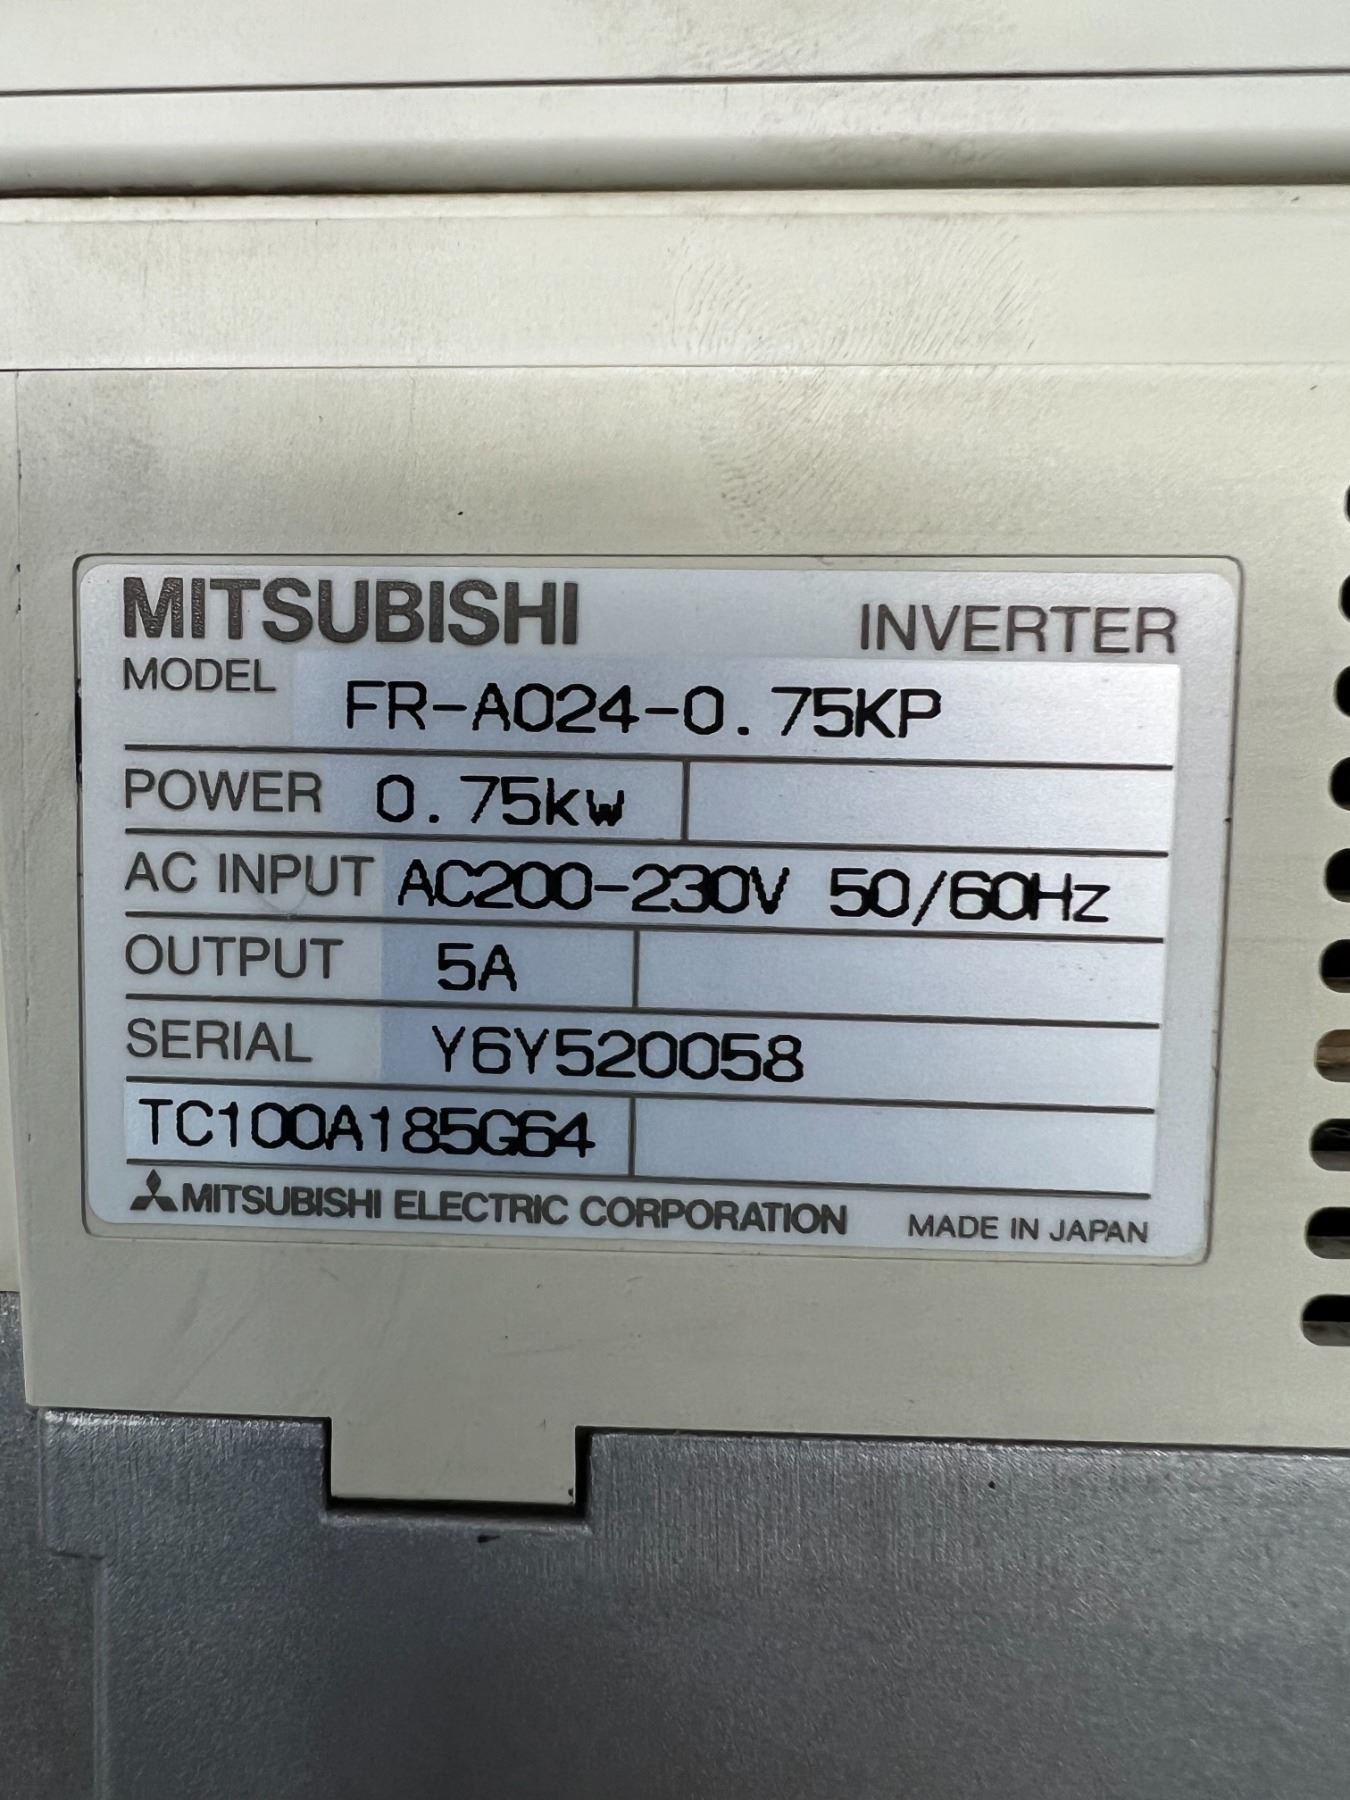 MITSUBISHI INVERTER
MODEL FR-A024-0.75KP
POWER 0.75kw
AC INPUT AC200-230V 50/60Hz
OUTPUT 5A
SERIAL Y6Y520058
TC100A185G64
MITSUBISHI ELECTRIC CORPORATION MADE IN JAPAN